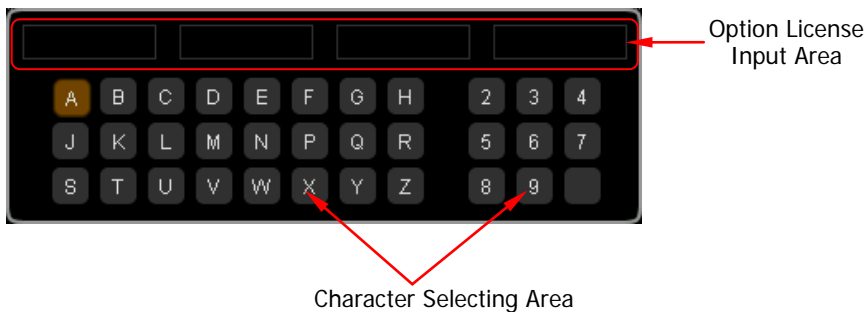 Option License
Input Area
A B C D E F G H 2 3 4
J K L M N P Q R 5 6 7
S T U V W X Y Z 8 9
Character Selecting Area